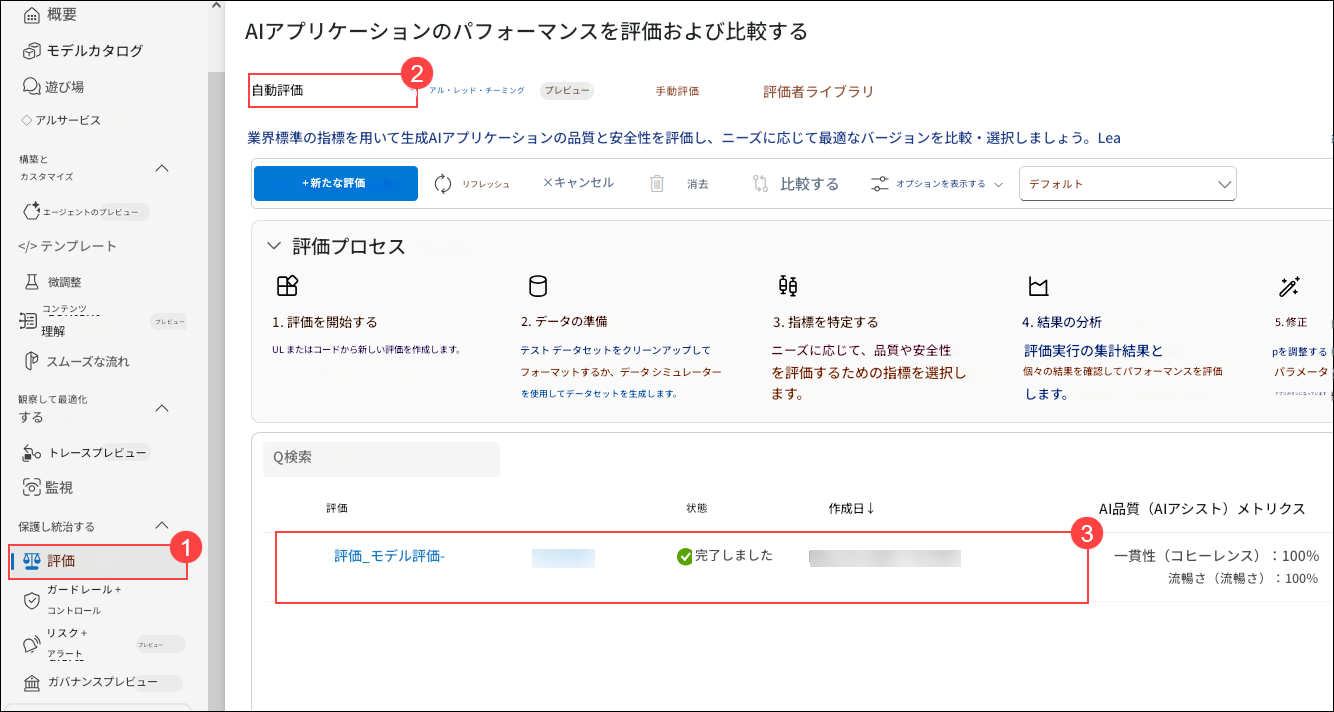 概要
モデルカタログ
遊び場
アルサービス
構築と
カスタマイズ
エージェントのプレビュー
</> テンプレート
微調整
コンテンツ
理解
プレビュー
スムーズな流れ
観察して最適化
する
トレースプレビュー
監視
保護し統治する
1
評価
ガードレール +
コントロール
リスク +
アラート
プレビュー
ガバナンスプレビュー
AIアプリケーションのパフォーマンスを評価および比較する
2
自動評価
アル・レッド・チーミング
プレビュー
手動評価
評価者ライブラリ
業界標準の指標を用いて生成AIアプリケーションの品質と安全性を評価し、ニーズに応じて最適なバージョンを比較・選択しましょう。Lea
+新たな評価
リフレッシュ
×キャンセル
消去
比較する
オプションを表示する
デフォルト
評価プロセス
1. 評価を開始する
UL またはコードから新しい評価を作成します。
2. データの準備
テスト データセットをクリーンアップして
フォーマットするか、データ シミュレーター
を使用してデータセットを生成します。
3. 指標を特定する
ニーズに応じて、品質や安全性
を評価するための指標を選択し
ます。
4. 結果の分析
評価実行の集計結果と
個々の結果を確認してパフォーマンスを評価
します。
5. 修正
pを調整する
パラメータ
Q検索
評価
状態
作成日↓
AI品質（AIアシスト）メトリクス
3
評価_モデル評価-
完了しました
一貫性（コヒーレンス）：100%
流暢さ（流暢さ）：100%